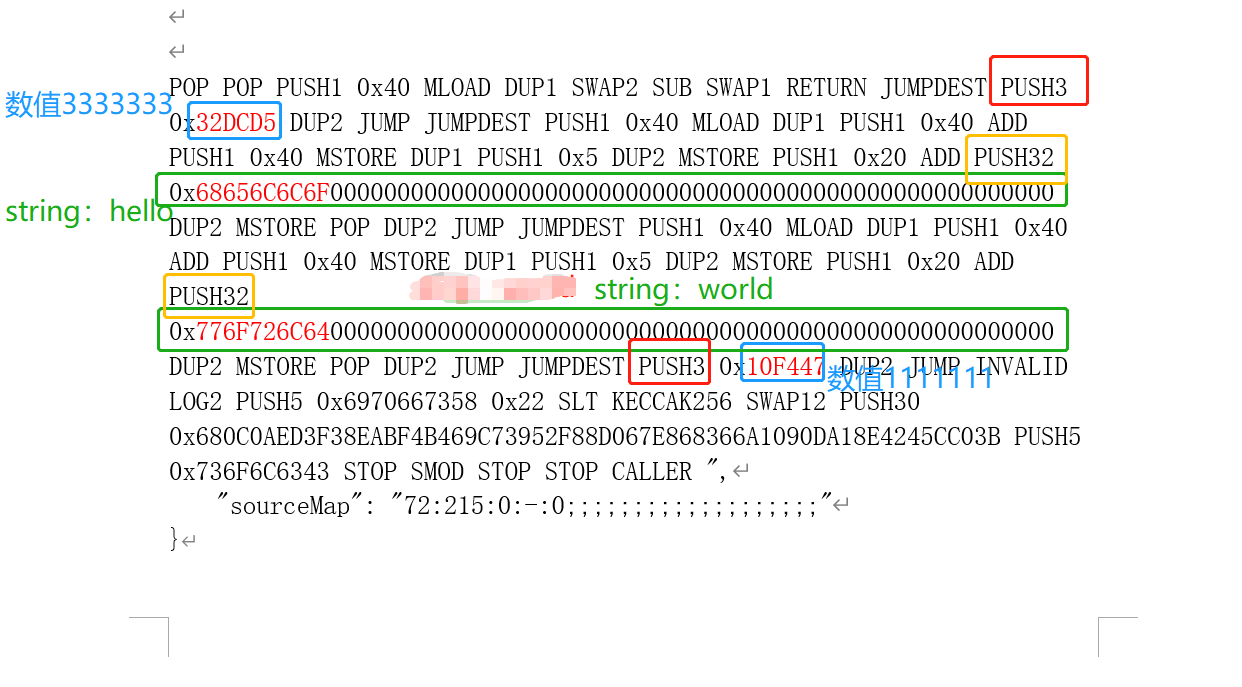 POP POP PUSH1 0x40 MLOAD DUP1 SWAP2 SUB SWAP1 RETURN JUMPDEST PUSH3
数值3333333
0x32DCD5 DUP2 JUMP JUMPDEST PUSH1 0x40 MLOAD DUP1 PUSH1 0x40 ADD
PUSH1 0x40 MSTORE DUP1 PUSH1 0x5 DUP2 MSTORE PUSH1 0x20 ADD PUSH32
0x68656C6C6F000000000000000000000000000000000000000000000000000000
string：hello
DUP2 MSTORE POP DUP2 JUMP JUMPDEST PUSH1 0x40 MLOAD DUP1 PUSH1 0x40
ADD PUSH1 0x40 MSTORE DUP1 PUSH1 0x5 DUP2 MSTORE PUSH1 0x20 ADD
PUSH32
string：world
0x776F726C64000000000000000000000000000000000000000000000000000000
DUP2 MSTORE POP DUP2 JUMP JUMPDEST PUSH3 0x10F447 DUP2 JUMP INVALID
数值1111111
LOG2 PUSH5 0x6970667358 0x22 SLT KECCAK256 SWAP12 PUSH30
0x680C0AED3F38EABF4B469C73952F88D067E868366A1090DA18E4245CC03B PUSH5
0x736F6C6343 STOP SMOD STOP STOP CALLER ",
"sourceMap": "72:215:0:-:0;;;;;;;;;;;;;;;;;;;"
}